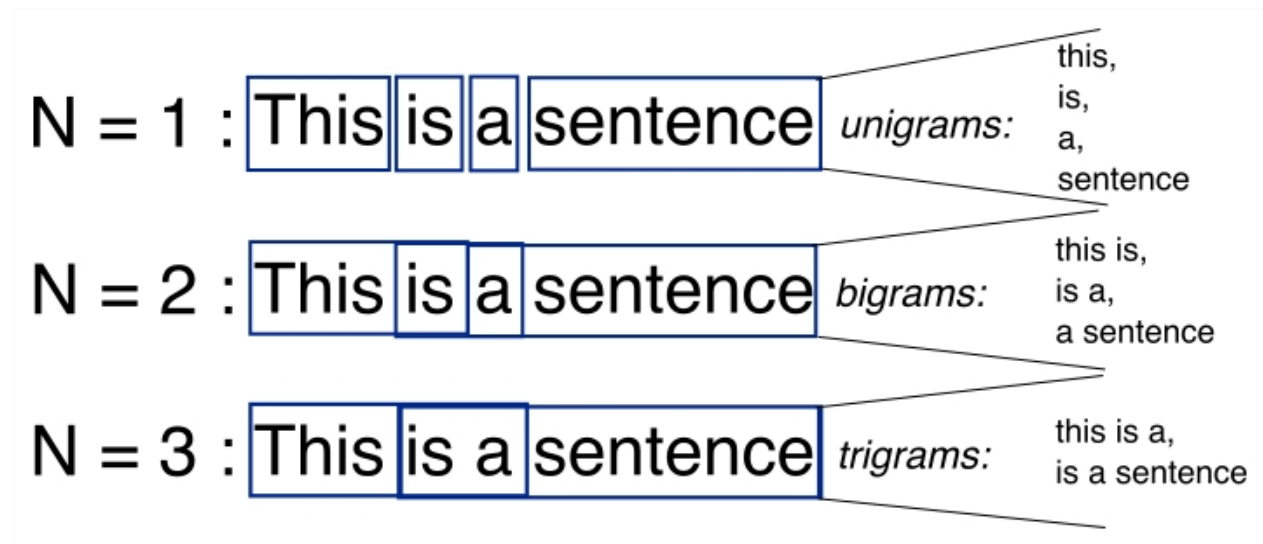 N = 1 : This is a sentence unigrams:
this,
is,
a,
sentence
N = 2 : This is a sentence bigrams:
this is,
is a,
a sentence
N = 3 : This is a sentence trigrams:
this is a,
is a sentence